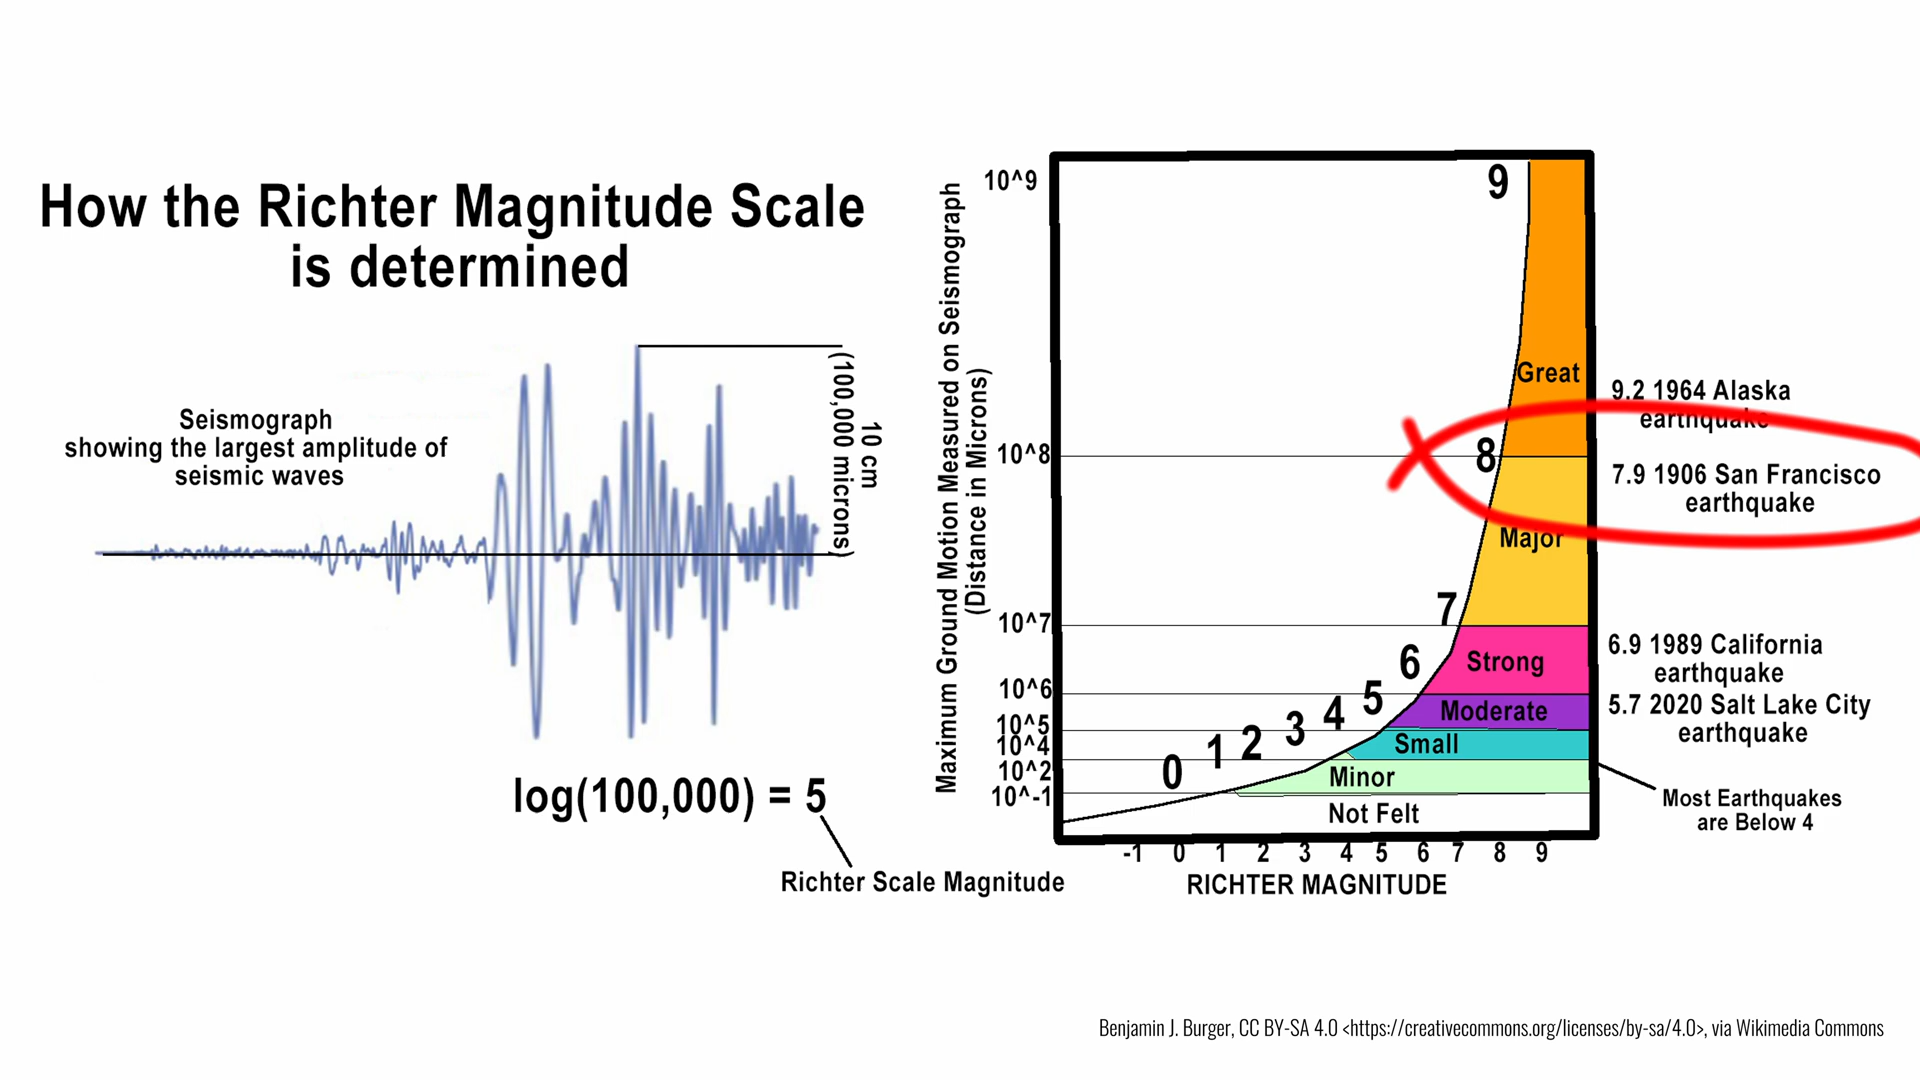 How the Richter Magnitude Scale
is determined
Seismograph
showing the largest amplitude of
seismic waves
10 cm
(100,000 microns)
log(100,000) = 5
Richter Scale Magnitude
Maximum Ground Motion Measured on Seismograph
(Distance in Microns)
10^9
10^8
10^7
10^6
10^5
10^4
10^2
10^-1
9
8
7
6
5
4
3
2
1
0
Great
Major
Strong
Moderate
Small
Minor
Not Felt
9.2 1964 Alaska
earthquake
7.9 1906 San Francisco
earthquake
6.9 1989 California
earthquake
5.7 2020 Salt Lake City
earthquake
Most Earthquakes
are Below 4
-1 0 1 2 3 4 5 6 7 8 9
RICHTER MAGNITUDE
Benjamin J. Burger, CC BY-SA 4.0 <https://creativecommons.org/licenses/by-sa/4.0>, via Wikimedia Commons